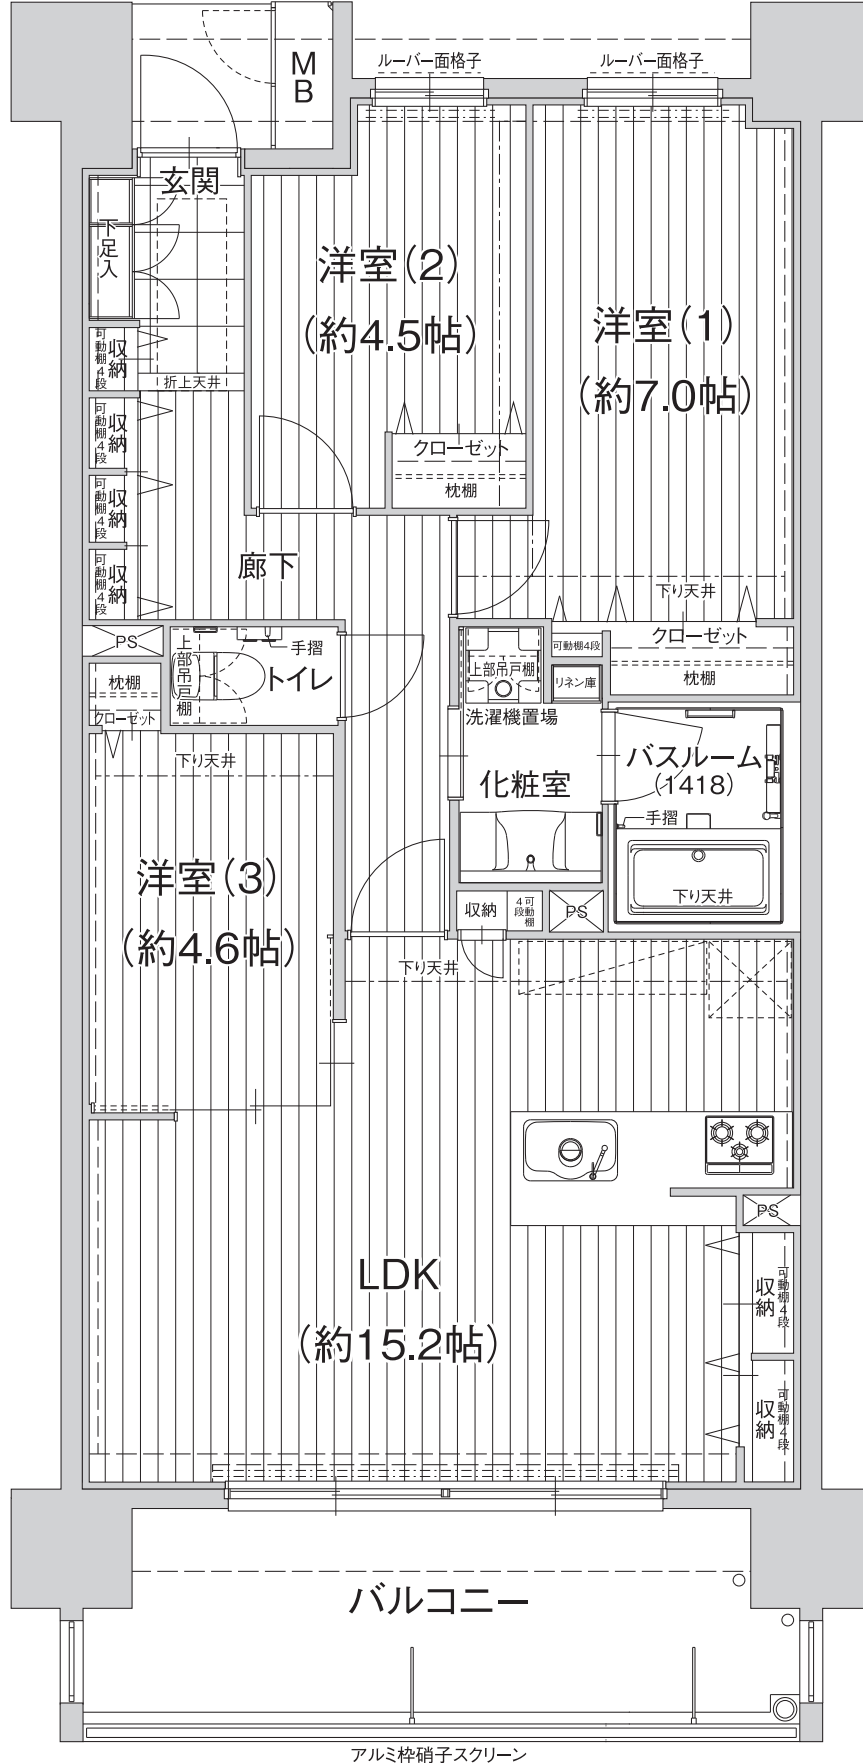 MB
ルーバー面格子
ルーバー面格子
玄関
下足入
洋室(2)
(約4.5帖)
洋室(1)
(約7.0帖)
収納
可動棚4段
折上天井
収納
可動棚4段
クローゼット
枕棚
収納
可動棚4段
収納
可動棚4段
廊下
下り天井
PS
上部吊戸棚
手摺
トイレ
可動棚4段
クローゼット
枕棚
上部吊戸棚
リネン庫
洗濯機置場
枕棚
クローゼット
下り天井
化粧室
バスルーム
(1418)
手摺
下り天井
洋室(3)
(約4.6帖)
収納
可動棚4段
PS
下り天井
PS
LDK
(約15.2帖)
収納
可動棚4段
収納
可動棚4段
バルコニー
アルミ枠硝子スクリーン